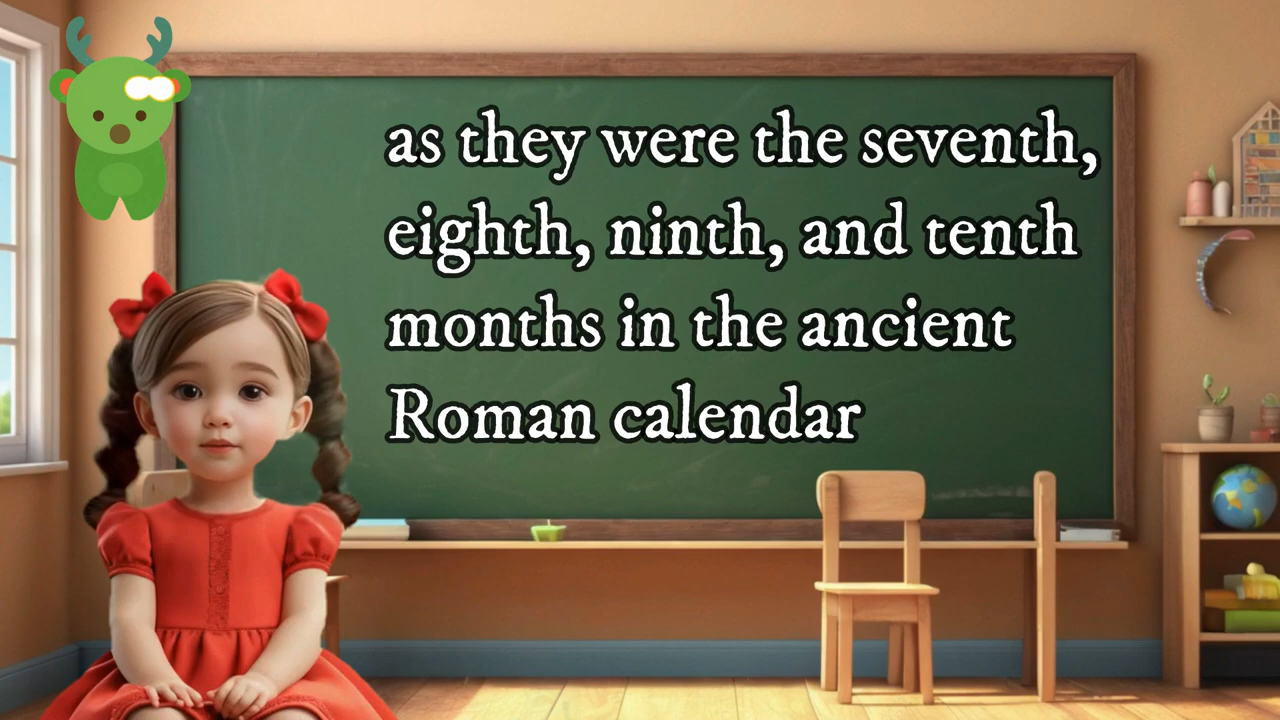 as they were the seventh,
eighth, ninth, and tenth
months in the ancient
Roman calendar